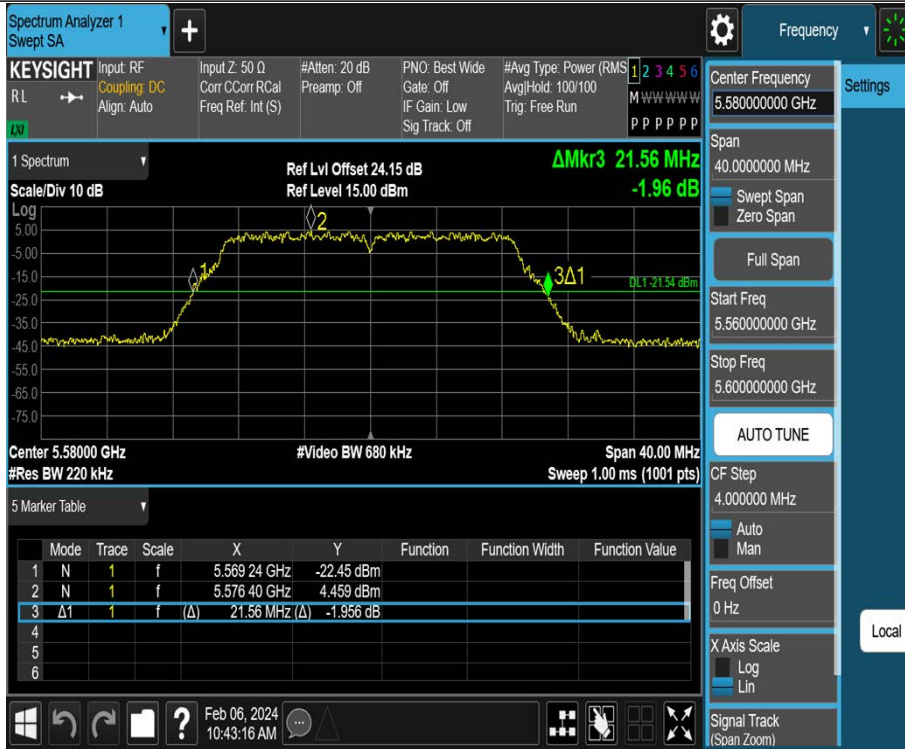 Spectrum Analyzer 1
Swept SA
+
Frequency
KEYSIGHT
RL
LXI
Input: RF
Coupling: DC
Align: Auto
Input Z: 50 Ω
Corr CCorr RCal
Freq Ref: Int (S)
#Atten: 20 dB
Preamp: Off
PNO: Best Wide
Gate: Off
IF Gain: Low
Sig Track: Off
#Avg Type: Power (RMS
Avg|Hold: 100/100
Trig: Free Run
1 2 3 4 5 6
M W W W W W
P P P P P P
1 Spectrum
Scale/Div 10 dB
Ref Lvl Offset 24.15 dB
Ref Level 15.00 dBm
ΔMkr3 21.56 MHz
-1.96 dB
Log
5.00
-5.00
-15.0
-25.0
-35.0
-45.0
-55.0
-65.0
-75.0
1
2
3Δ1
DL1 -21.54 dBm
Center 5.58000 GHz
#Res BW 220 kHz
#Video BW 680 kHz
Span 40.00 MHz
Sweep 1.00 ms (1001 pts)
5 Marker Table
Mode Trace Scale X Y Function Function Width Function Value
1 N 1 f 5.569 24 GHz -22.45 dBm
2 N 1 f 5.576 40 GHz 4.459 dBm
3 Δ1 1 f (Δ) 21.56 MHz (Δ) -1.956 dB
4
5
6
?
Feb 06, 2024
10:43:16 AM
Center Frequency
5.580000000 GHz
Span
40.0000000 MHz
Swept Span
Zero Span
Full Span
Start Freq
5.560000000 GHz
Stop Freq
5.600000000 GHz
AUTO TUNE
CF Step
4.000000 MHz
Auto
Man
Freq Offset
0 Hz
X Axis Scale
Log
Lin
Signal Track
(Span Zoom)
Settings
Local